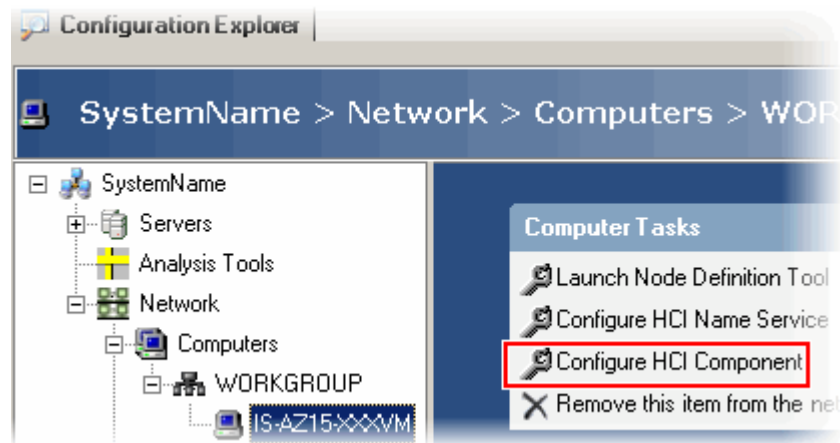 Configuration Explorer
SystemName > Network > Computers > WOR
SystemName
Servers
Analysis Tools
Network
Computers
WORKGROUP
IS-AZ15-XXXVM
Computer Tasks
Launch Node Definition Tool
Configure HCI Name Service
Configure HCI Component
Remove this item from the net